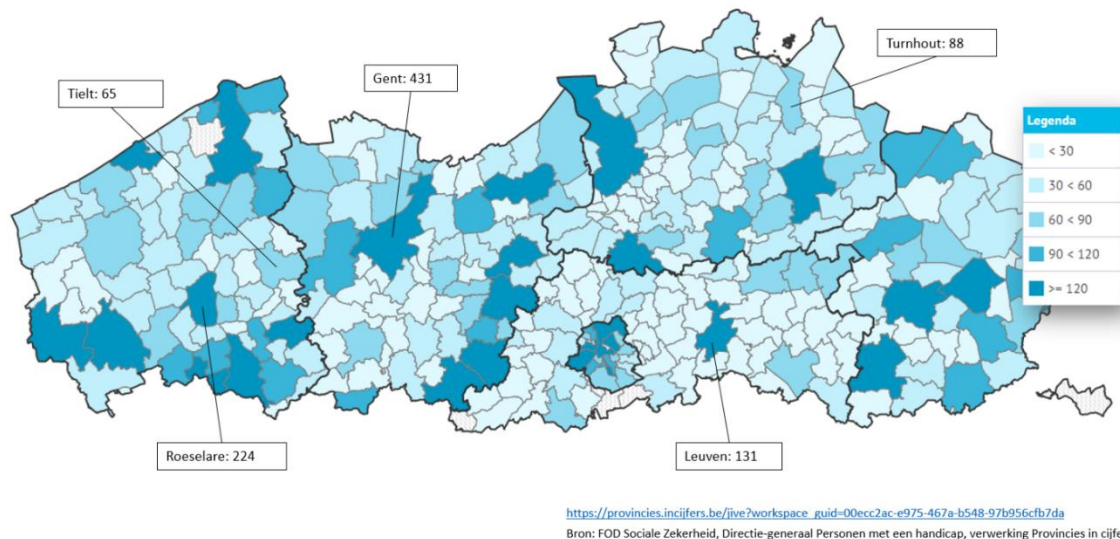 Turnhout: 88
Gent: 431
Tielt: 65
Legenda
< 30
30 < 60
60 < 90
90 < 120
>= 120
Roeselare: 224
Leuven: 131
https://provincies.incijfers.be/jive?workspace_guid=00ecc2ac-e975-467a-b548-97b956cfb7da
Bron: FOD Sociale Zekerheid, Directie-generaal Personen met een handicap, verwerking Provincies in cijfe